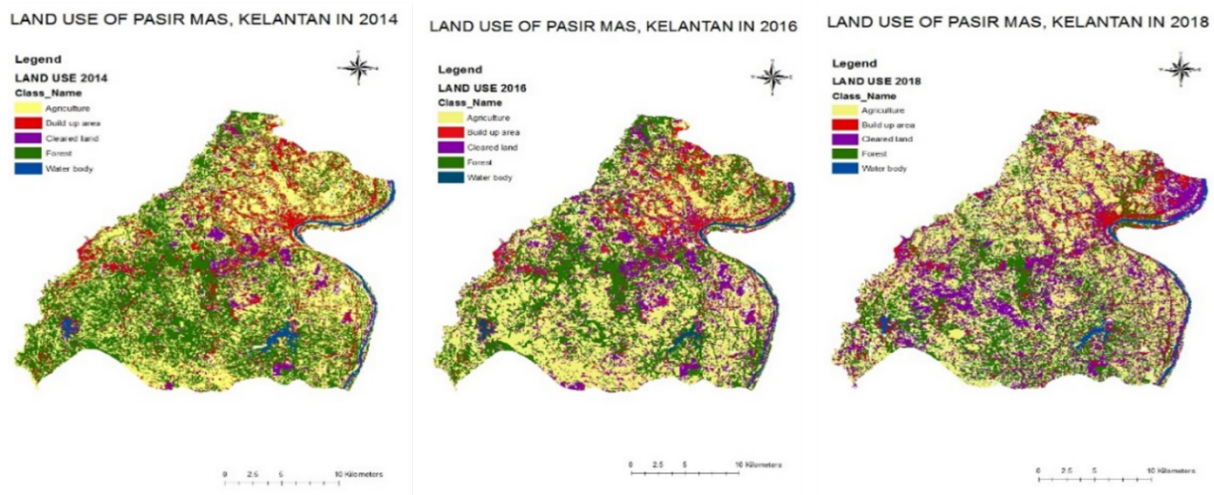 LAND USE OF PASIR MAS, KELANTAN IN 2014
Legend
LAND USE 2014
Class_Name
Agriculture
Build up area
Cleared land
Forest
Water body
0 2.5 5 10 Kilometers
LAND USE OF PASIR MAS, KELANTAN IN 2016
Legend
LAND USE 2016
Class_Name
Agriculture
Build up area
Cleared land
Forest
Water body
0 2.5 5 10 Kilometers
LAND USE OF PASIR MAS, KELANTAN IN 2018
Legend
LAND USE 2018
Class_Name
Agriculture
Build up area
Cleared land
Forest
Water body
0 2.5 5 10 Kilometers